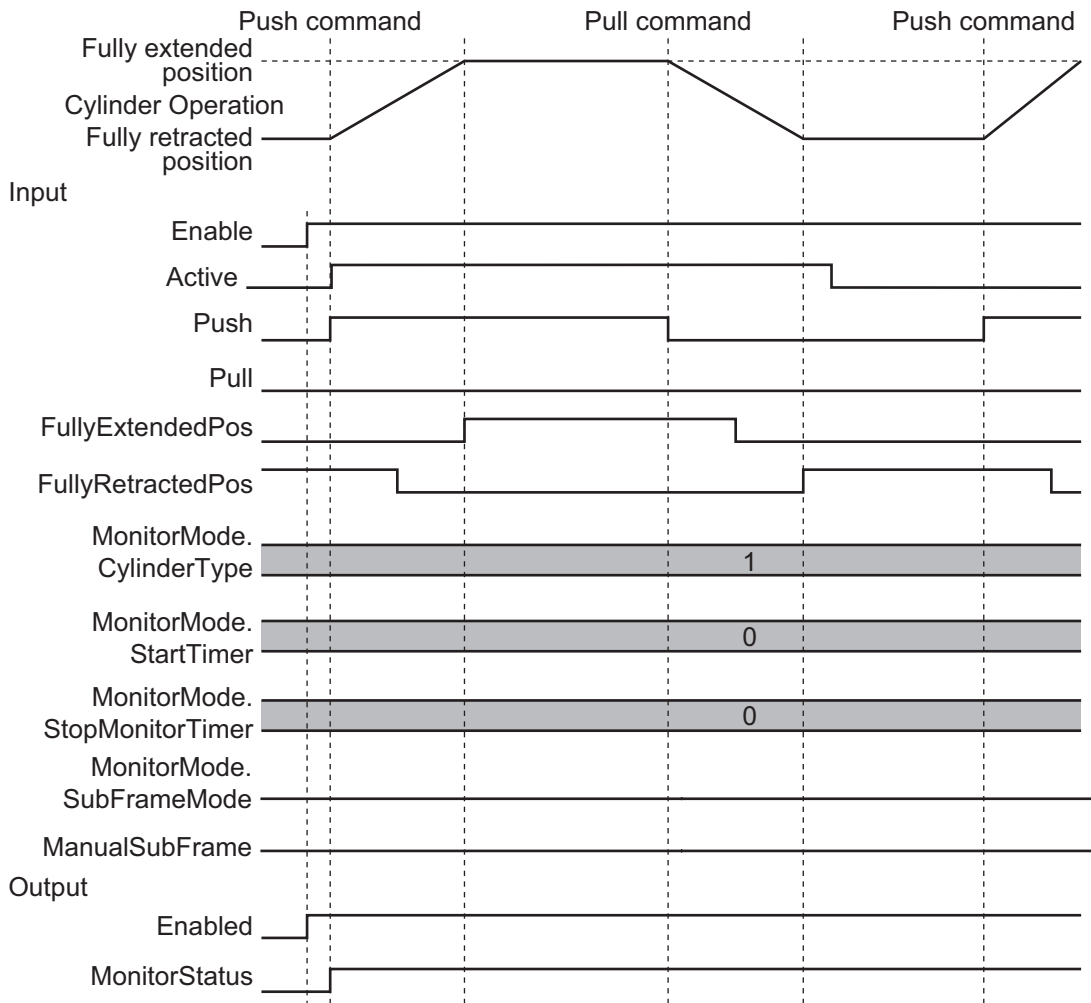 Push command Pull command Push command
Fully extended
position
Cylinder Operation
Fully retracted
position
Input
Enable
Active
Push
Pull
FullyExtendedPos
FullyRetractedPos
MonitorMode.
CylinderType 1
MonitorMode.
StartTimer 0
MonitorMode.
StopMonitorTimer 0
MonitorMode.
SubFrameMode
ManualSubFrame
Output
Enabled
MonitorStatus